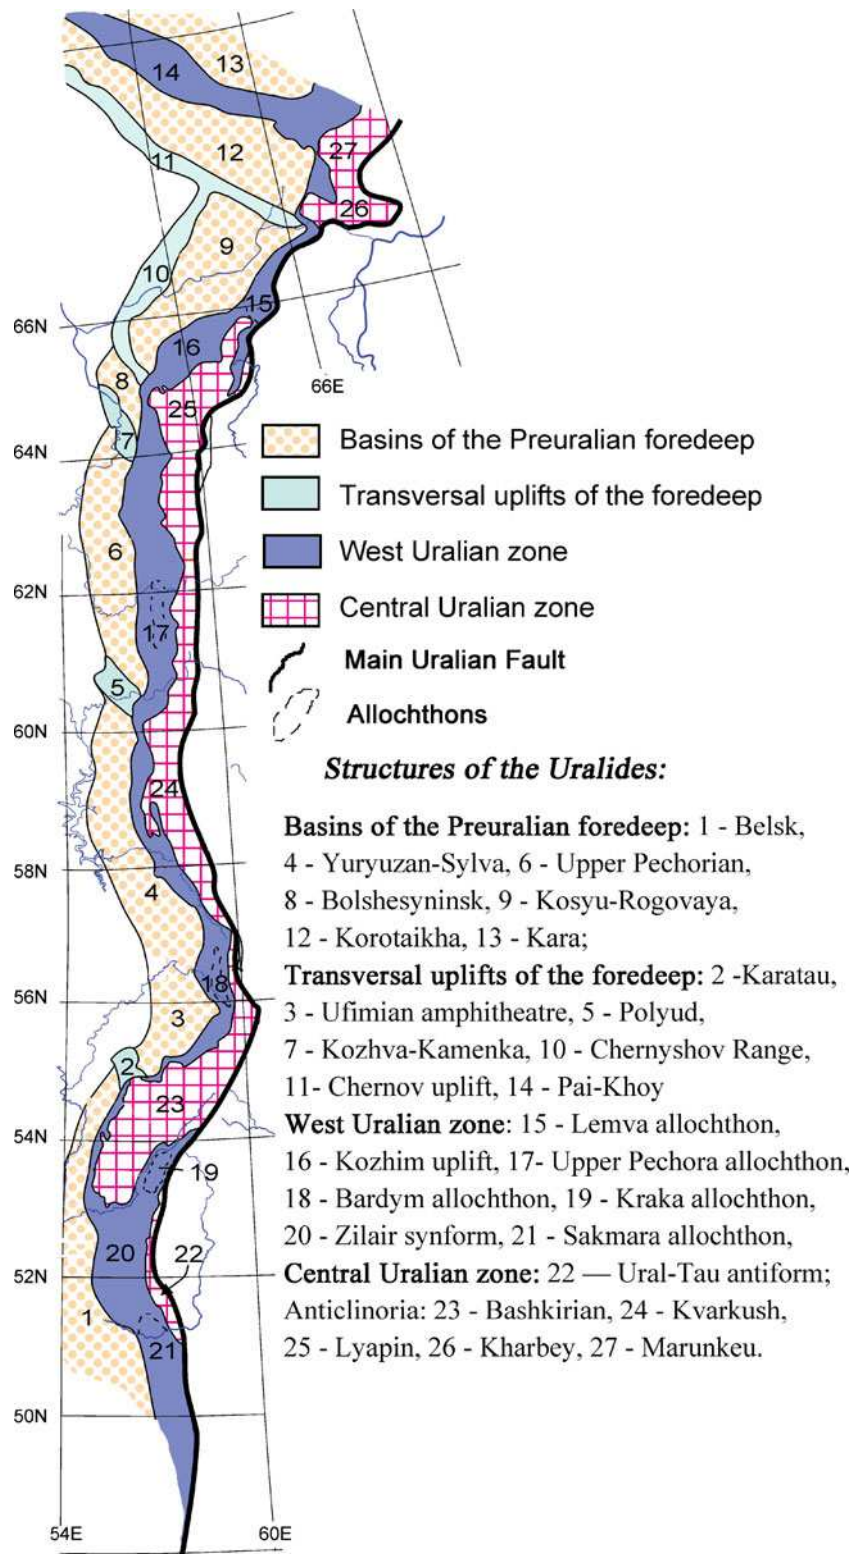 13
14
12
27
11
26
9
10
15
66N
16
66E
8
25
7
64N
Basins of the Preuralian foredeep
Transversal uplifts of the foredeep
6
West Uralian zone
62N
Central Uralian zone
17
Main Uralian Fault
5
Allochthons
60N
Structures of the Uralides:
24
Basins of the Preuralian foredeep: 1 - Belsk,
58N
4 - Yuryuzan-Sylva, 6 - Upper Pechorian,
4
8 - Bolshesyninsk, 9 - Kosyu-Rogovaya,
12 - Korotaikha, 13 - Kara;
18
Transversal uplifts of the foredeep: 2 -Karatau,
56N
3
3 - Ufimian amphitheatre, 5 - Polyud,
2
7 - Kozhva-Kamenka, 10 - Chernyshov Range,
23
11- Chernov uplift, 14 - Pai-Khoy
54N
West Uralian zone: 15 - Lemva allochthon,
19
16 - Kozhim uplift, 17- Upper Pechora allochthon,
18 - Bardym allochthon, 19 - Kraka allochthon,
20
22
20 - Zilair synform, 21 - Sakmara allochthon,
52N
Central Uralian zone: 22 — Ural-Tau antiform;
1
Anticlinoria: 23 - Bashkirian, 24 - Kvarkush,
21
25 - Lyapin, 26 - Kharbey, 27 - Marunkeu.
50N
54E
60E